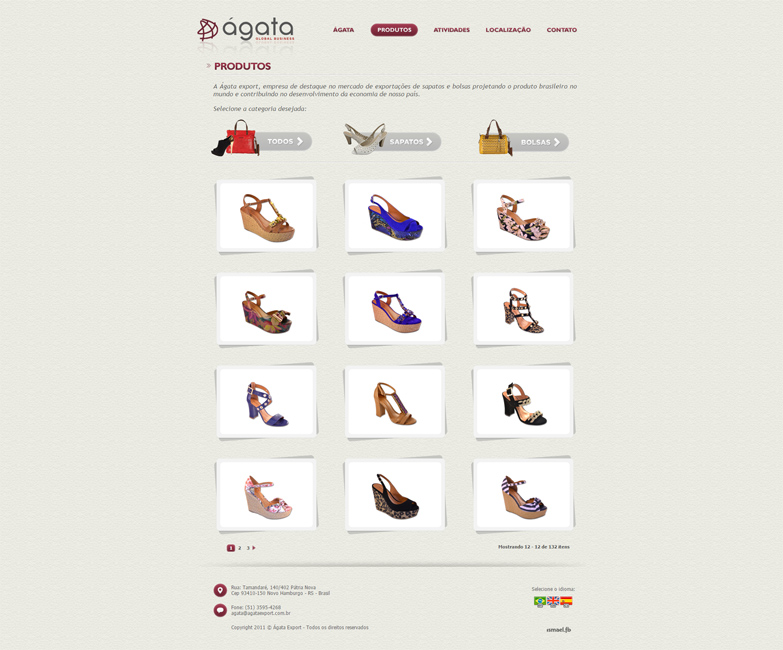 ágata
GLOBAL BUSINESS
ÁGATA
PRODUTOS
ATIVIDADES
LOCALIZAÇÃO
CONTATO
» PRODUTOS
A Ágata export, empresa de destaque no mercado de exportações de sapatos e bolsas projetando o produto brasileiro no
mundo e contribuindo no desenvolvimento da economia de nosso país.
Selecione a categoria desejada:
TODOS
SAPATOS
BOLSAS
1 2 3
Mostrando 12 - 12 de 132 itens
Rua: Tamandaré, 140/402 Pátria Nova
Cep 93410-150 Novo Hamburgo - RS - Brasil
Fone: (51) 3595-4268
agata@agataexport.com.br
Copyright 2011 © Ágata Export - Todos os direitos reservados
Selecione o idioma:
ismael.fb